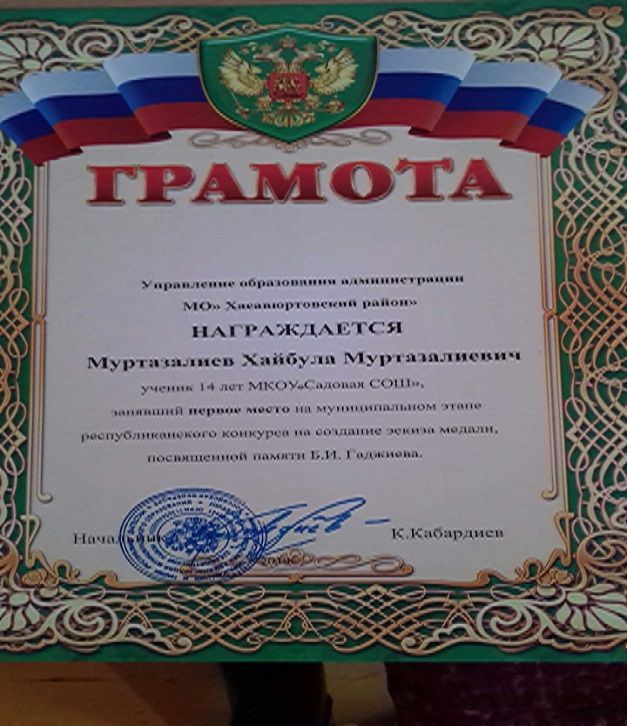 ГРАМОТА
Управление образования администрации
МО» Хасавюртовский район»
НАГРАЖДАЕТСЯ
Муртазалиев Хайбула Муртазалиевич
ученик 14 лет МКОУ«Садовая СОШ»,
занявший первое место на муниципальном этапе
республиканского конкурса на создание эскиза медали,
посвященной памяти Б.И. Гаджиева.
Начальник К.Кабардиев